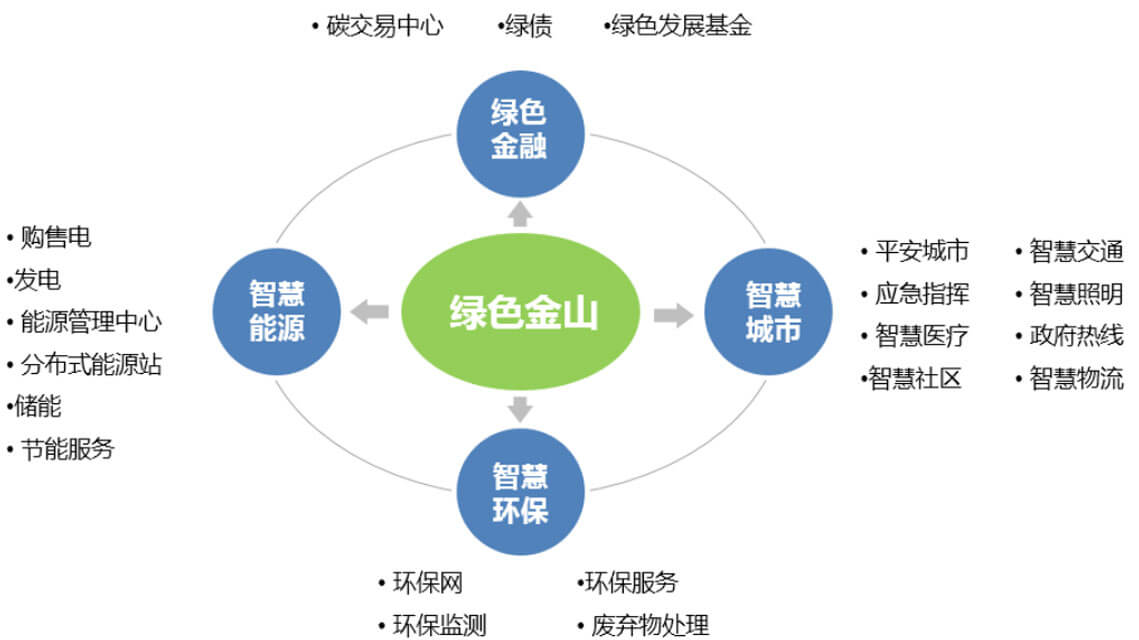 • 碳交易中心 •绿债 •绿色发展基金
绿色
金融
• 购售电
•发电
• 能源管理中心
• 分布式能源站
•储能
• 节能服务
智慧
能源
绿色金山
智慧
城市
• 平安城市 • 智慧交通
• 应急指挥 • 智慧照明
• 智慧医疗 • 政府热线
•智慧社区 • 智慧物流
智慧
环保
• 环保网 •环保服务
• 环保监测 • 废弃物处理